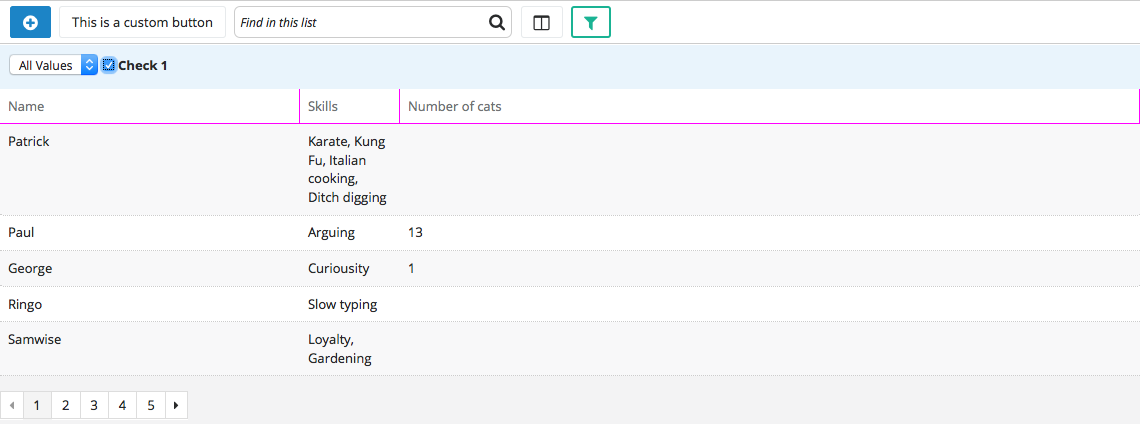 This is a custom button Find in this list
All Values Check 1
Name Skills Number of cats
Patrick Karate, Kung
Fu, Italian
cooking,
Ditch digging
Paul Arguing 13
George Curiousity 1
Ringo Slow typing
Samwise Loyalty,
Gardening
1 2 3 4 5